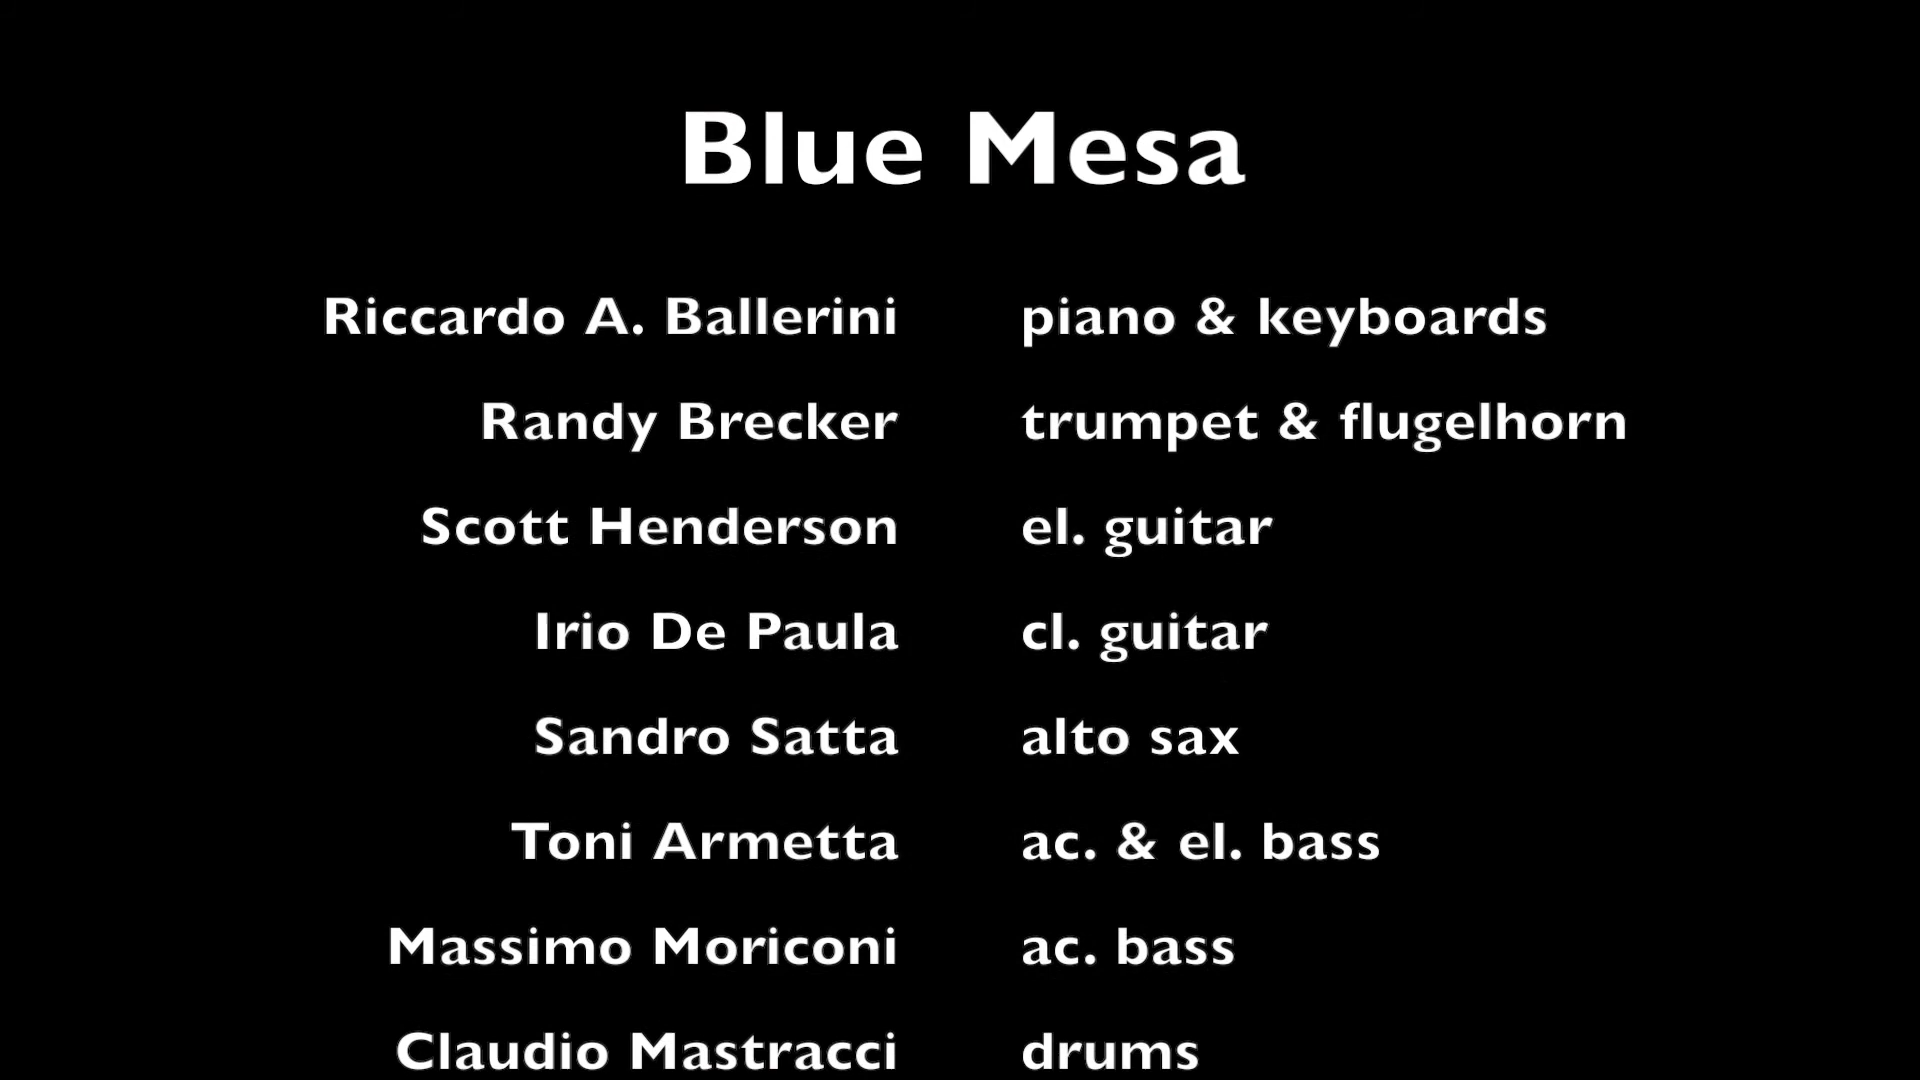 Blue Mesa
Riccardo A. Ballerini piano & keyboards
Randy Brecker trumpet & flugelhorn
Scott Henderson el. guitar
Irio De Paula cl. guitar
Sandro Satta alto sax
Toni Armetta ac. & el. bass
Massimo Moriconi ac. bass
Claudio Mastracci drums